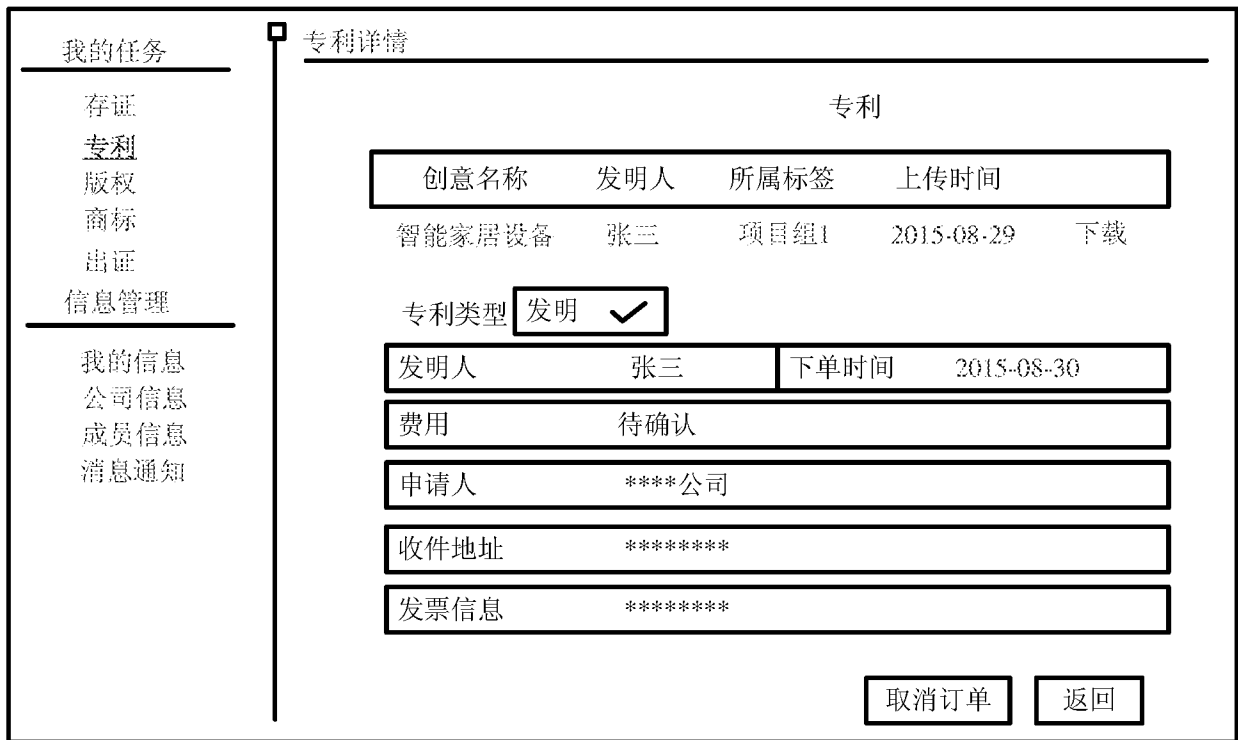 我的任务
存证
专利
版权
商标
出证
信息管理
我的信息
公司信息
成员信息
消息通知
专利详情
专利
创意名称 发明人 所属标签 上传时间
智能家居设备 张三 项目组1 2015-08-29 下载
专利类型 发明
发明人 张三 下单时间 2015-08-30
费用 待确认
申请人 ****公司
收件地址 ********
发票信息 ********
取消订单 返回